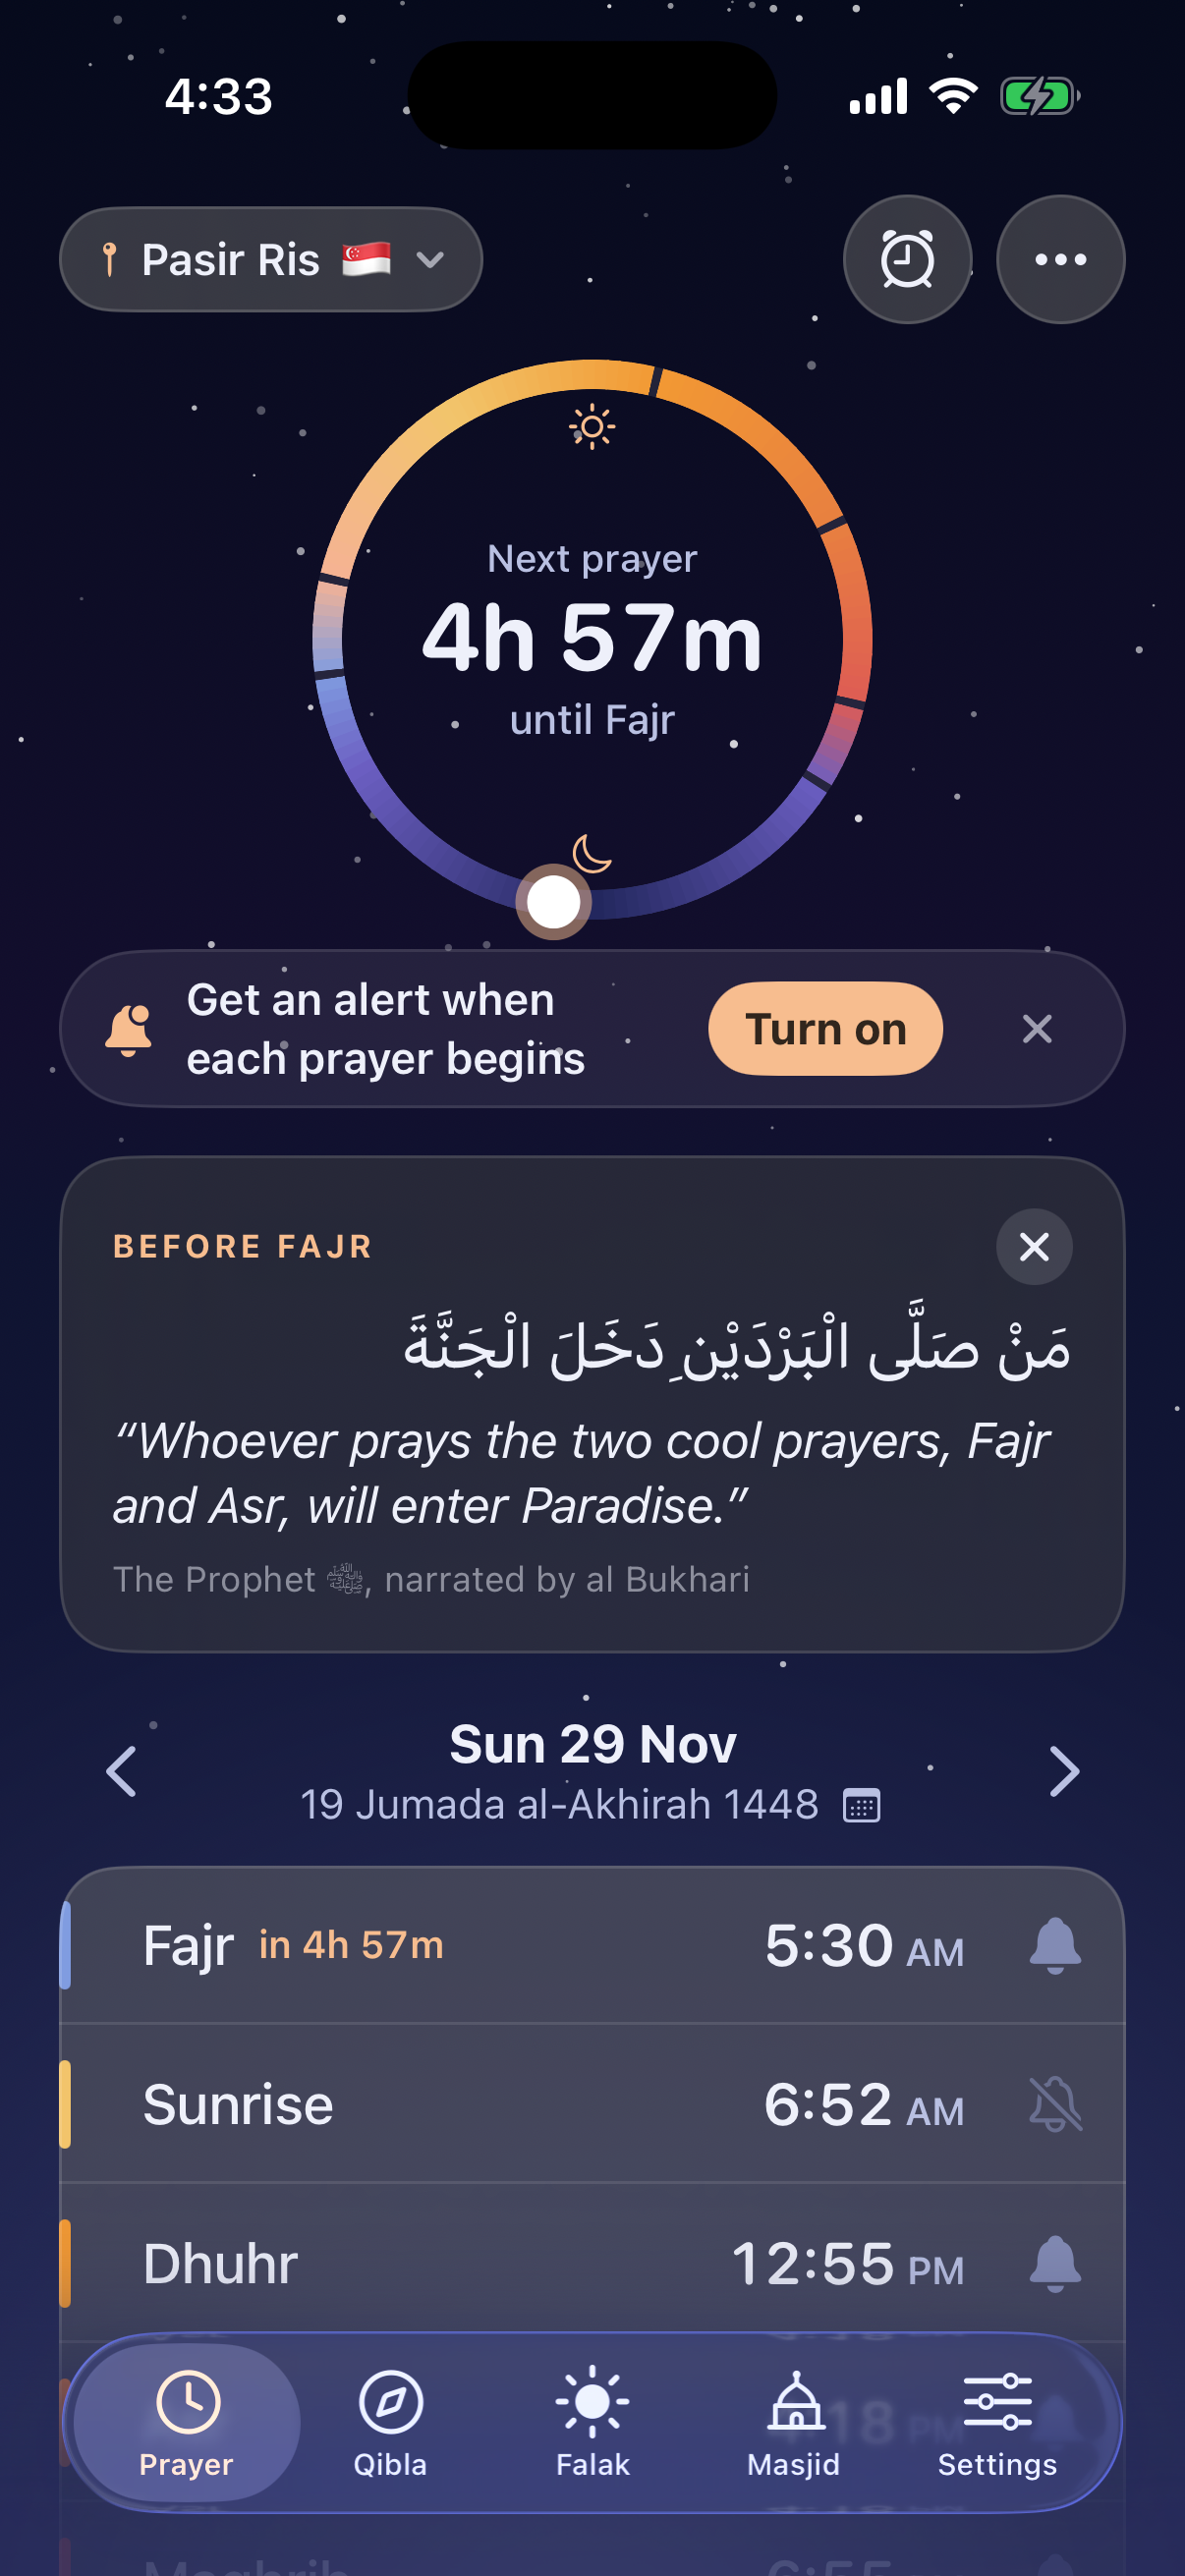 4:33
Pasir Ris 🇸🇬
Next prayer
4h 57m
until Fajr
Get an alert when
each prayer begins
Turn on
BEFORE FAJR
مَنْ صَلَّى الْبَرْدَيْنِ دَخَلَ الْجَنَّةَ
“Whoever prays the two cool prayers, Fajr
and Asr, will enter Paradise.”
The Prophet ﷺ, narrated by al Bukhari
Sun 29 Nov
19 Jumada al-Akhirah 1448
Fajr in 4h 57m 5:30 AM
Sunrise 6:52 AM
Dhuhr 12:55 PM
Prayer Qibla Falak Masjid Settings